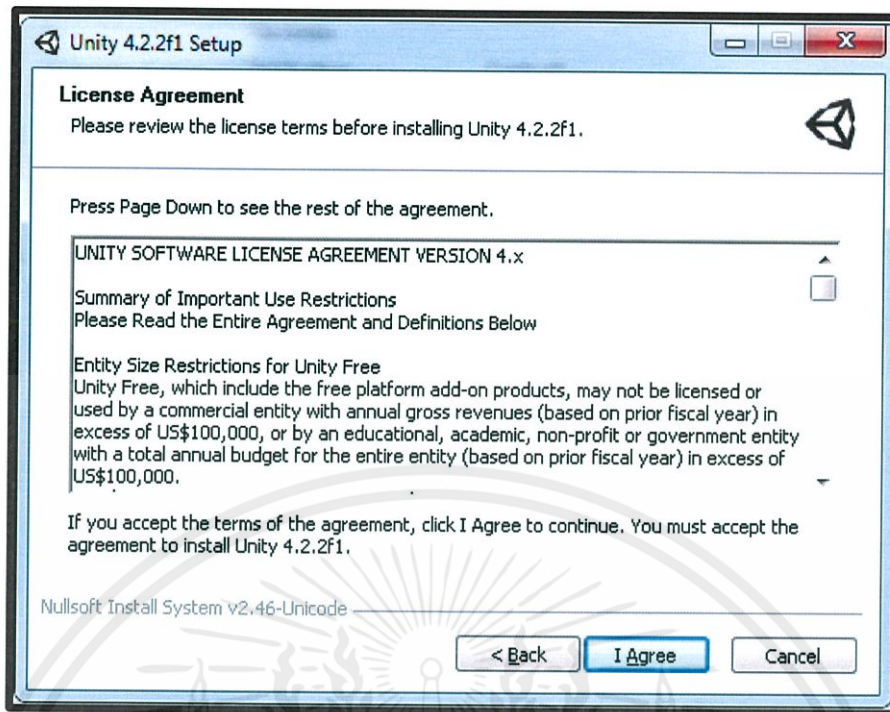 Unity 4.2.2f1 Setup
License Agreement
Please review the license terms before installing Unity 4.2.2f1.
Press Page Down to see the rest of the agreement.
UNITY SOFTWARE LICENSE AGREEMENT VERSION 4.x
Summary of Important Use Restrictions
Please Read the Entire Agreement and Definitions Below
Entity Size Restrictions for Unity Free
Unity Free, which include the free platform add-on products, may not be licensed or
used by a commercial entity with annual gross revenues (based on prior fiscal year) in
excess of US$100,000, or by an educational, academic, non-profit or government entity
with a total annual budget for the entire entity (based on prior fiscal year) in excess of
US$100,000.
If you accept the terms of the agreement, click I Agree to continue. You must accept the
agreement to install Unity 4.2.2f1.
Nullsoft Install System v2.46-Unicode
< Back
I Agree
Cancel